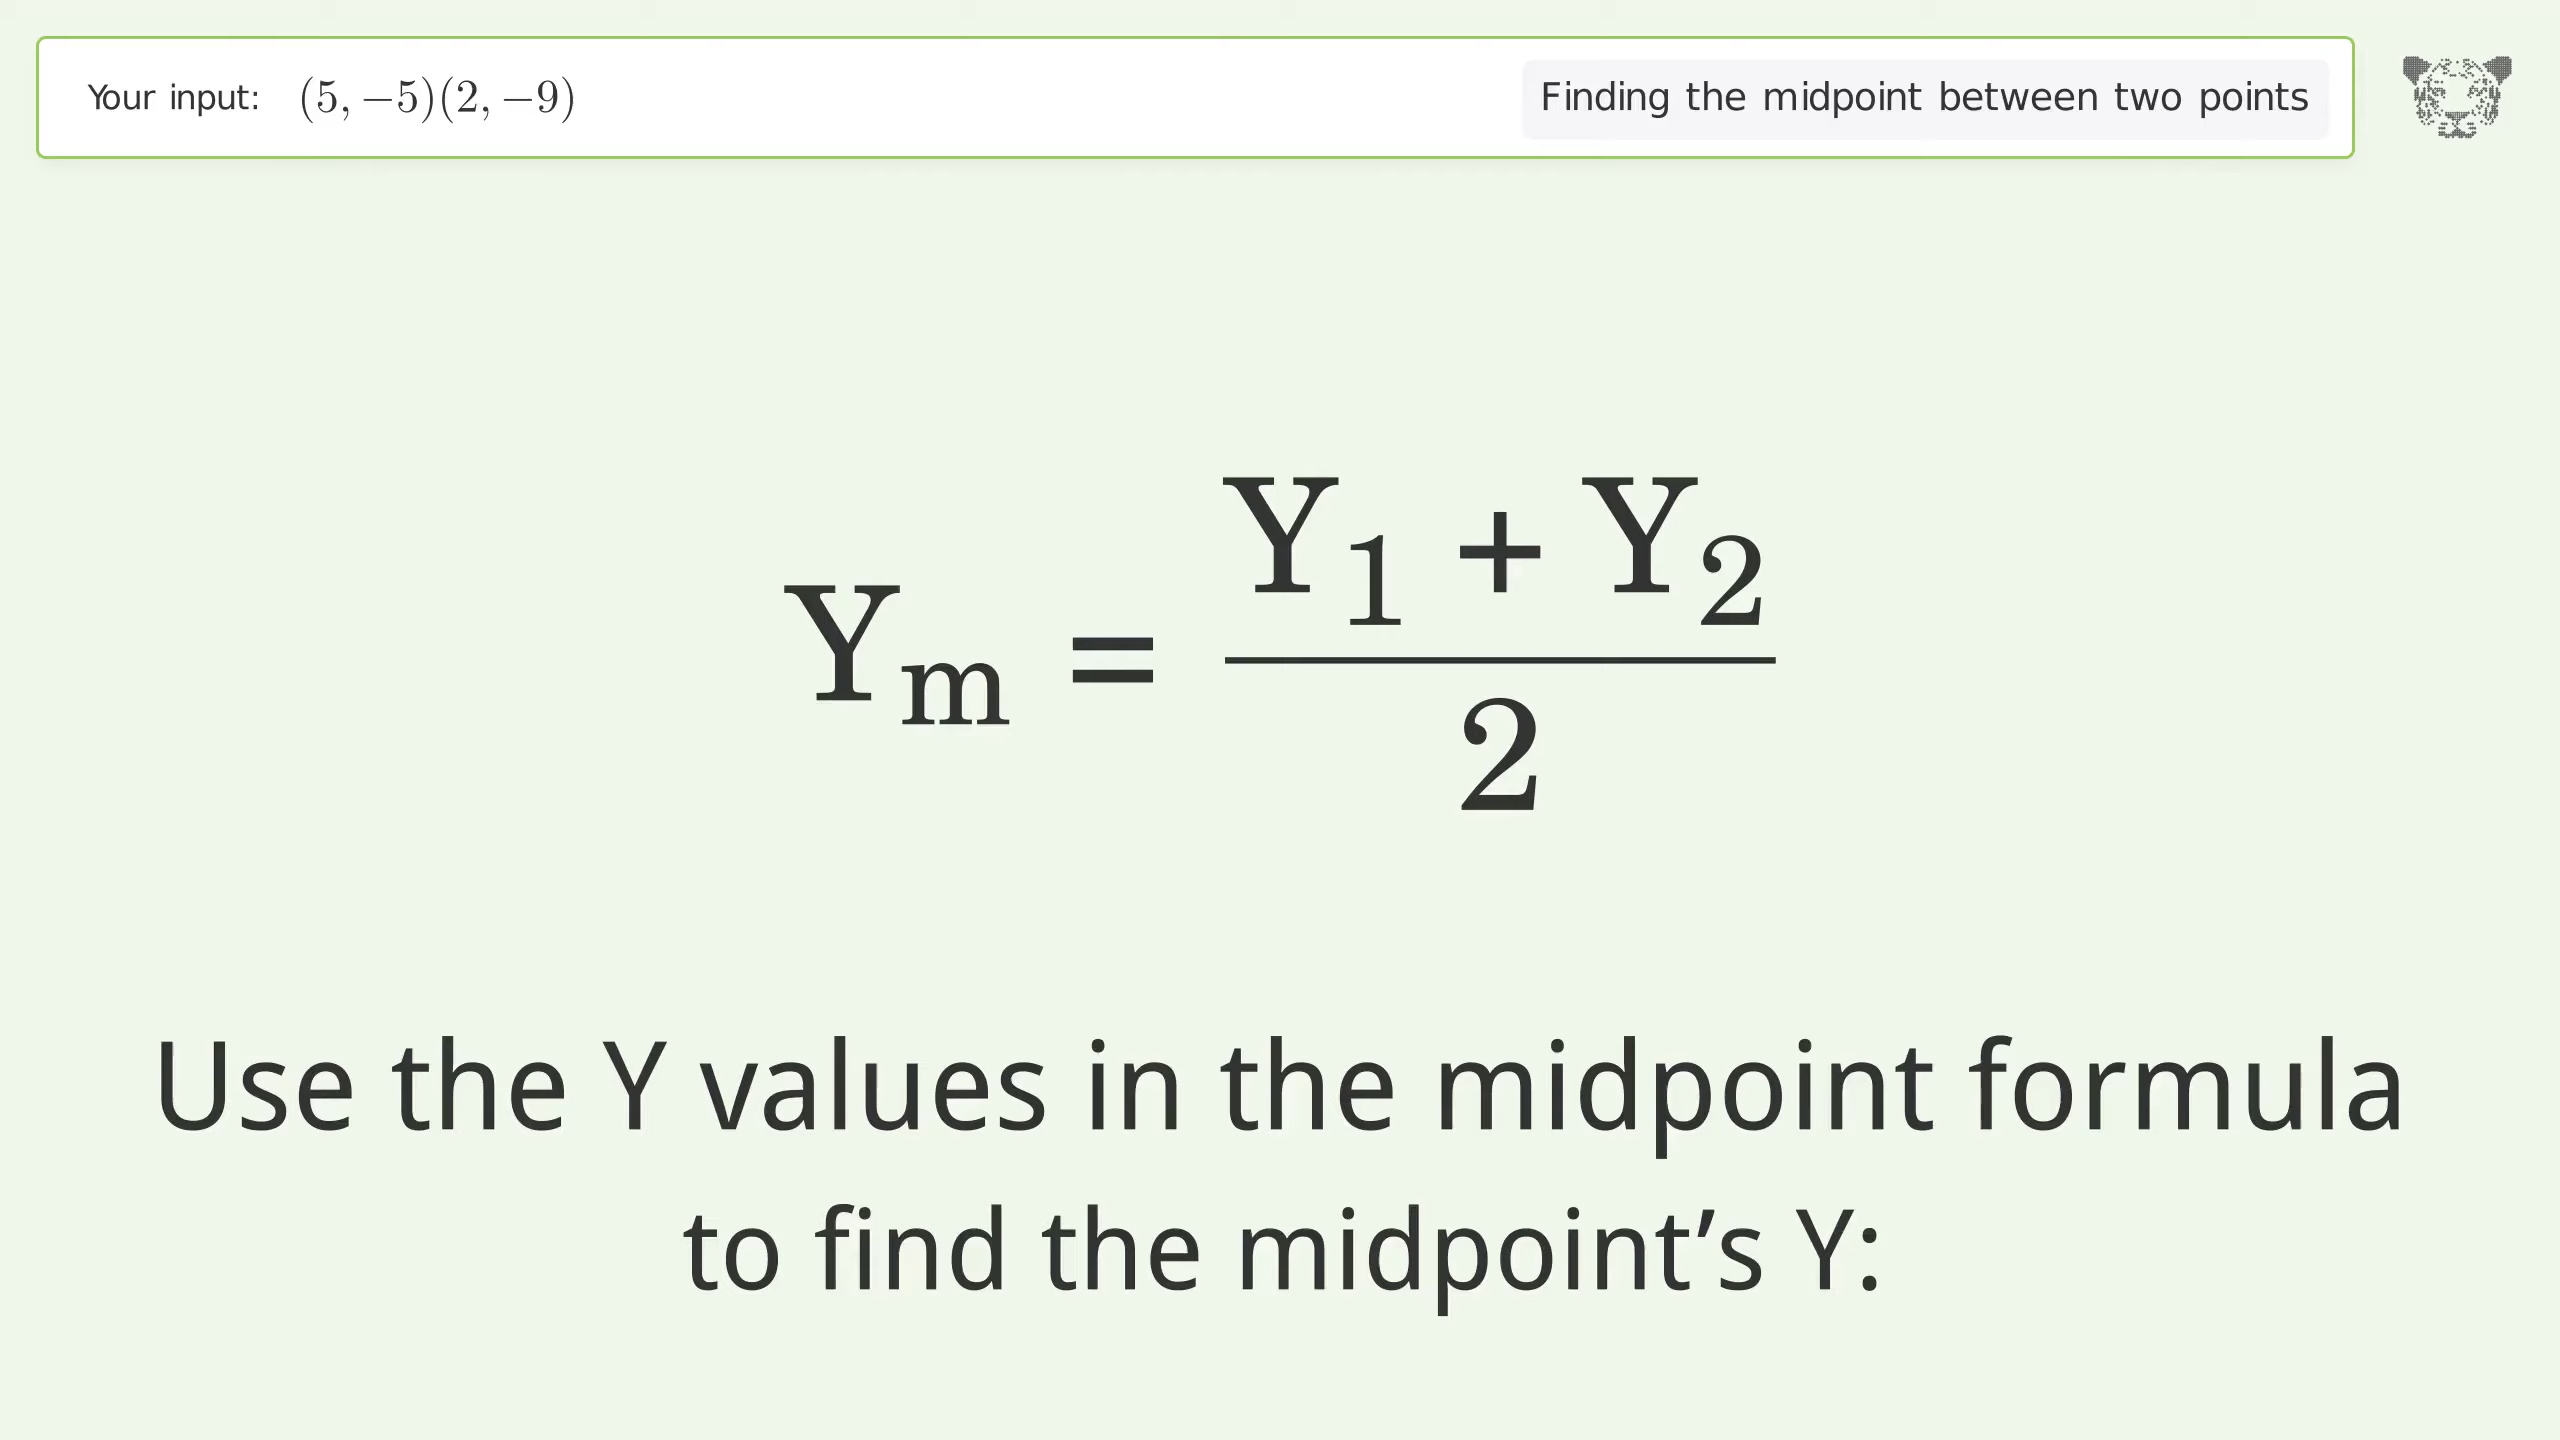 Your input: (5, −5)(2, −9)
Finding the midpoint between two points
Yₘ = (Y₁ + Y₂) / 2
Use the Y values in the midpoint formula
to find the midpoint’s Y: